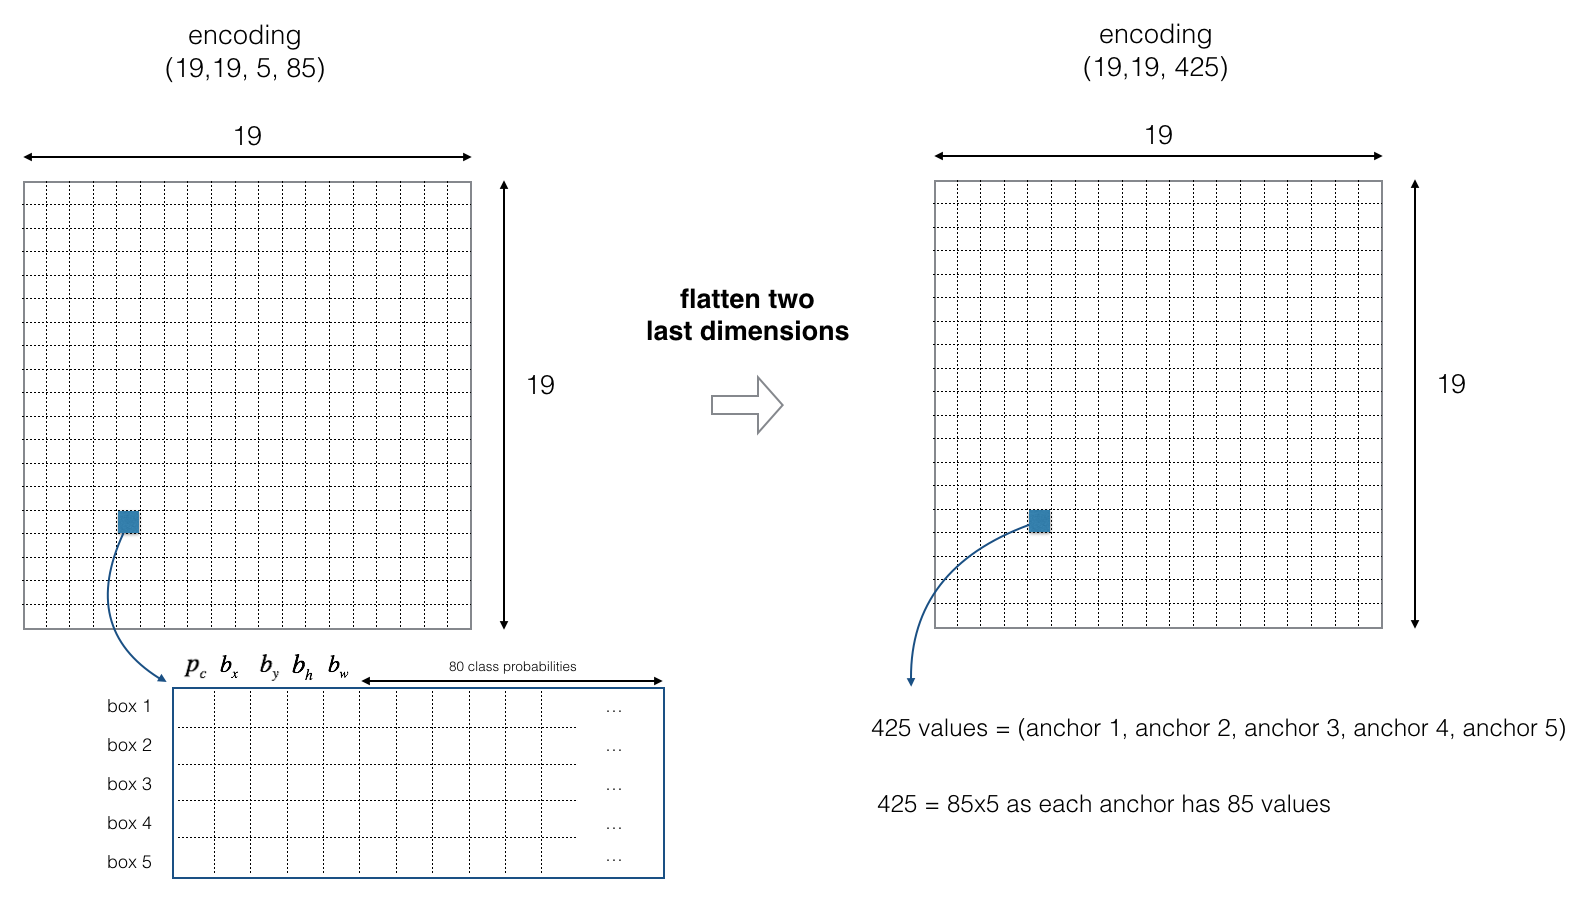 encoding
(19,19, 5, 85)
19
19
p_c b_x b_y b_h b_w
80 class probabilities
box 1 ...
box 2 ...
box 3 ...
box 4 ...
box 5 ...
flatten two
last dimensions
encoding
(19,19, 425)
19
19
425 values = (anchor 1, anchor 2, anchor 3, anchor 4, anchor 5)
425 = 85x5 as each anchor has 85 values